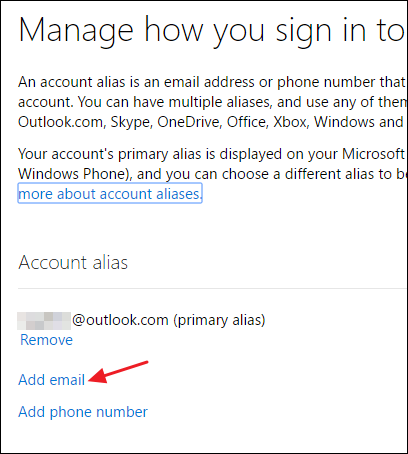 Manage how you sign in to
An account alias is an email address or phone number that
account. You can have multiple aliases, and use any of them
Outlook.com, Skype, OneDrive, Office, Xbox, Windows and
Your account's primary alias is displayed on your Microsoft
Windows Phone), and you can choose a different alias to be
more about account aliases.
Account alias
@outlook.com (primary alias)
Remove
Add email
Add phone number